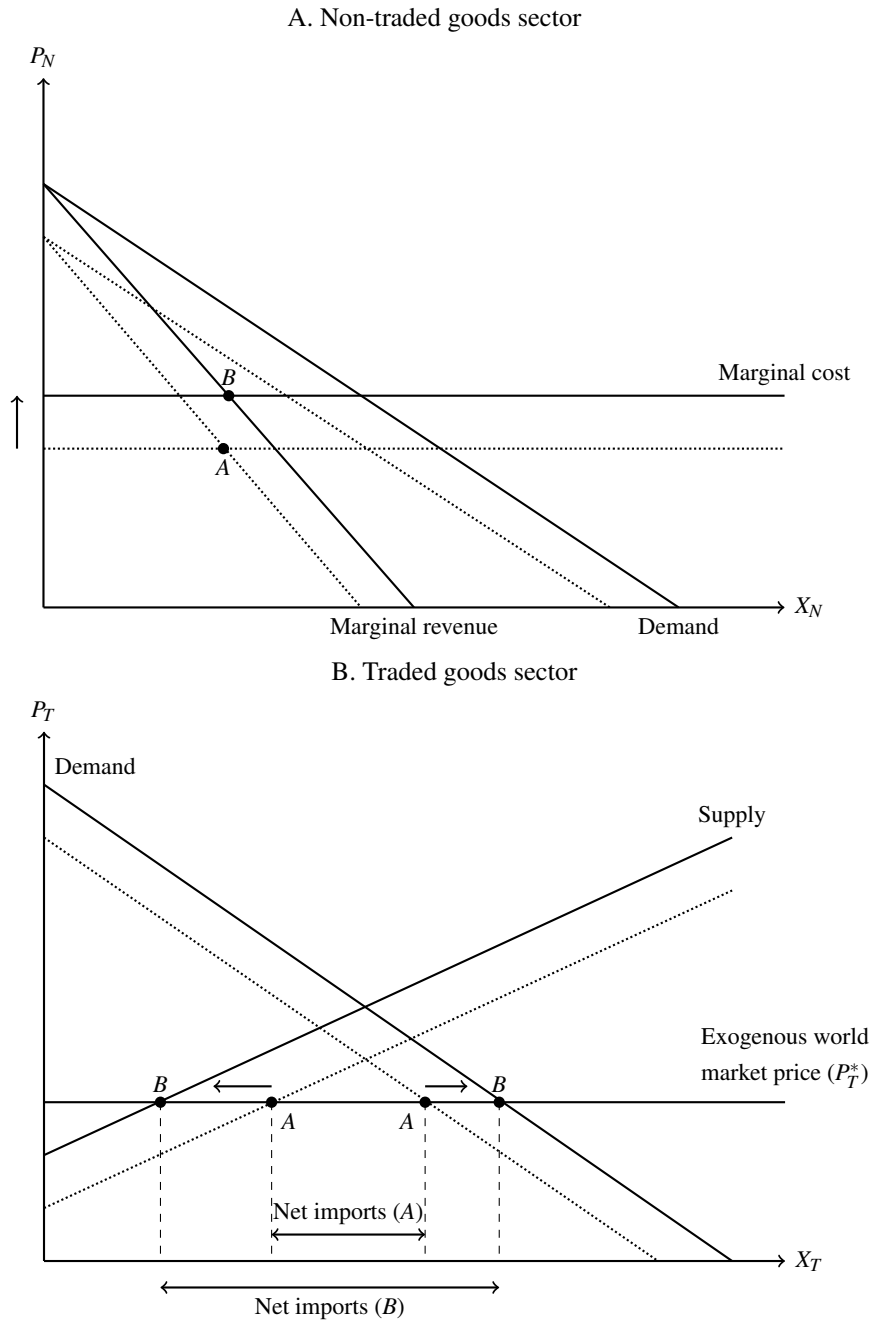 A. Non-traded goods sector
P_N
Marginal cost
B
A
X_N
Marginal revenue
Demand
B. Traded goods sector
P_T
Demand
Supply
Exogenous world
market price (P_T^*)
B
B
A
A
Net imports (A)
X_T
Net imports (B)